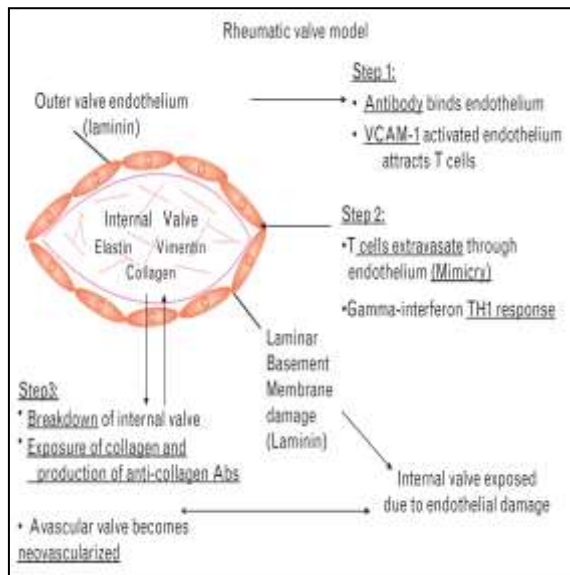 Rheumatic valve model
Step 1:
• Antibody binds endothelium
• VCAM-1 activated endothelium
attracts T cells
Outer valve endothelium
(laminin)
Internal Valve
Elastin Vimentin
Collagen
Step 2:
•T cells extravasate through
endothelium (Mimicry)
•Gamma-interferon TH1 response
Laminar
Basement
Membrane
damage
(Laminin)
Step3:
• Breakdown of internal valve
• Exposure of collagen and
production of anti-collagen Abs
Internal valve exposed
due to endothelial damage
• Avascular valve becomes
neovascularized